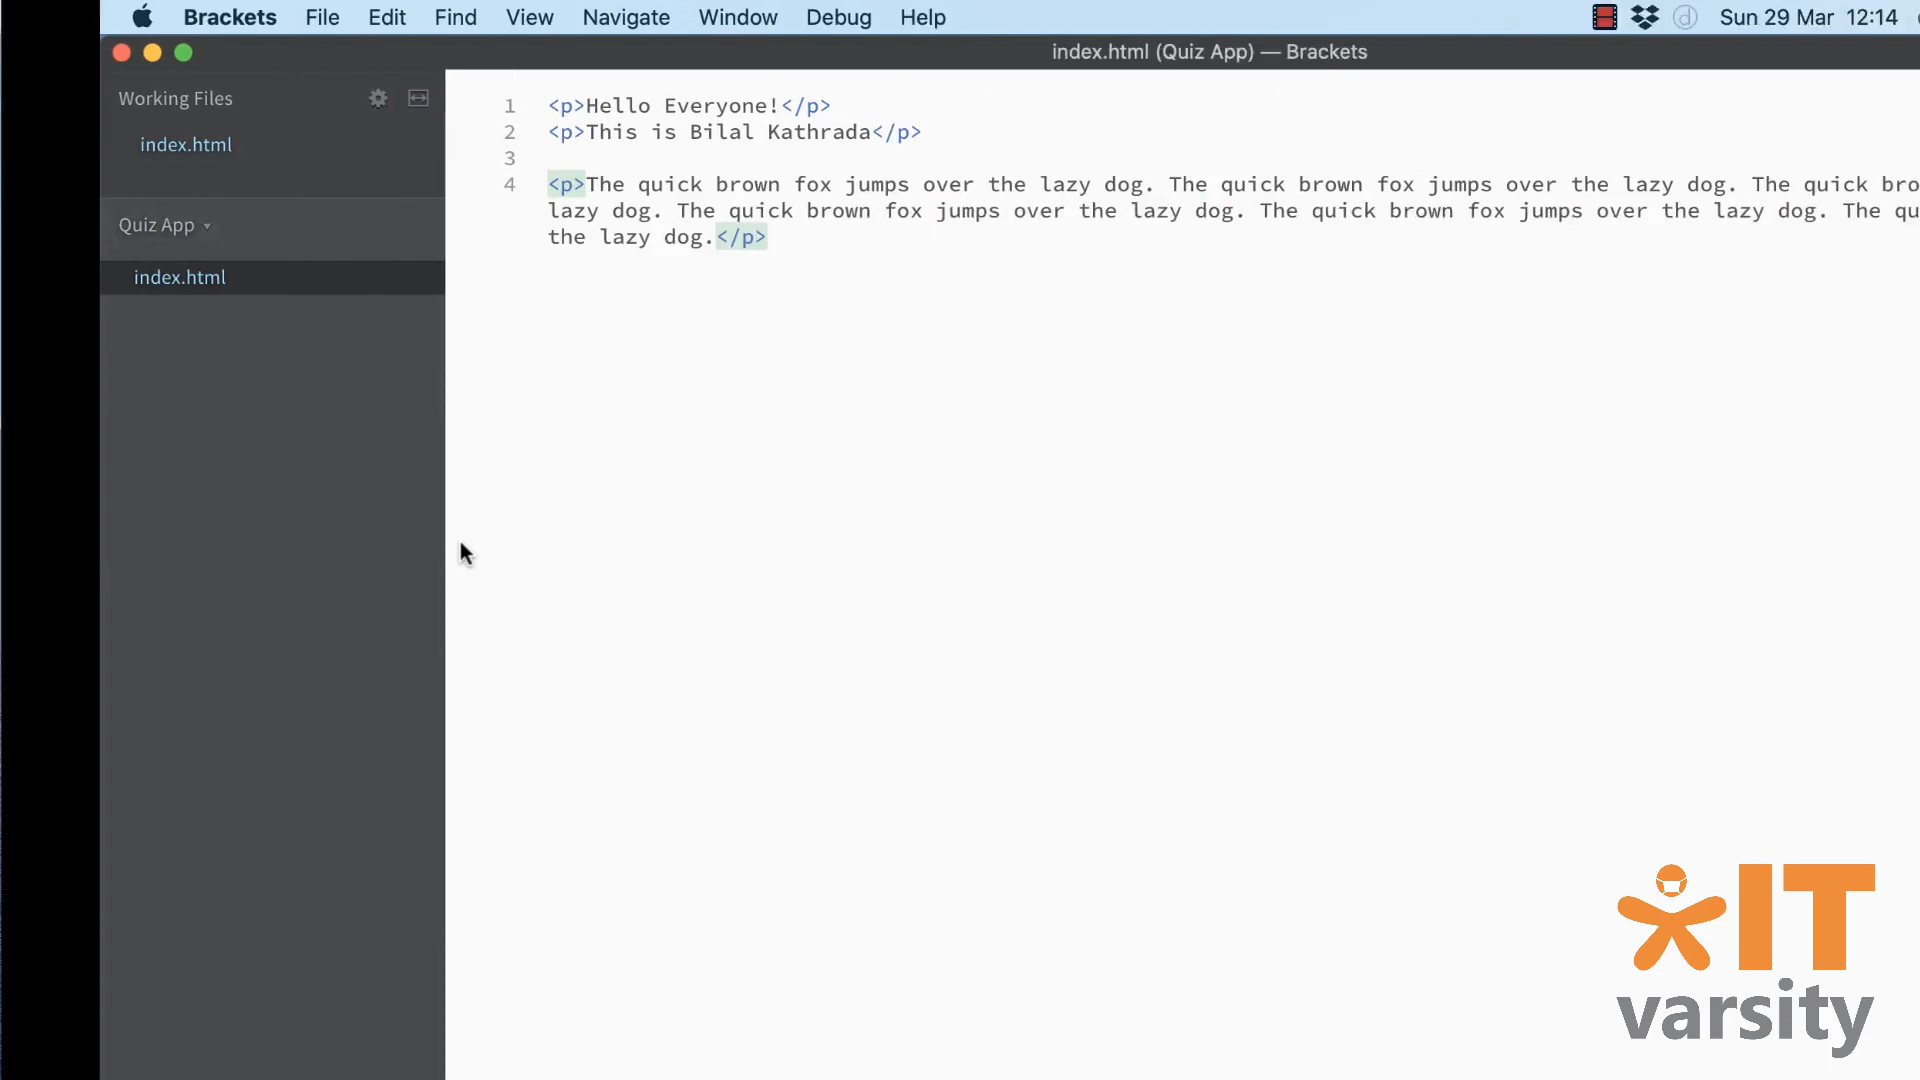 Brackets File Edit Find View Navigate Window Debug Help Sun 29 Mar 12:14
index.html (Quiz App) — Brackets
Working Files
index.html
Quiz App
index.html
1 <p>Hello Everyone!</p>
2 <p>This is Bilal Kathrada</p>
3
4 <p>The quick brown fox jumps over the lazy dog. The quick brown fox jumps over the lazy dog. The quick bro
lazy dog. The quick brown fox jumps over the lazy dog. The quick brown fox jumps over the lazy dog. The qu
the lazy dog.</p>
IT
varsity